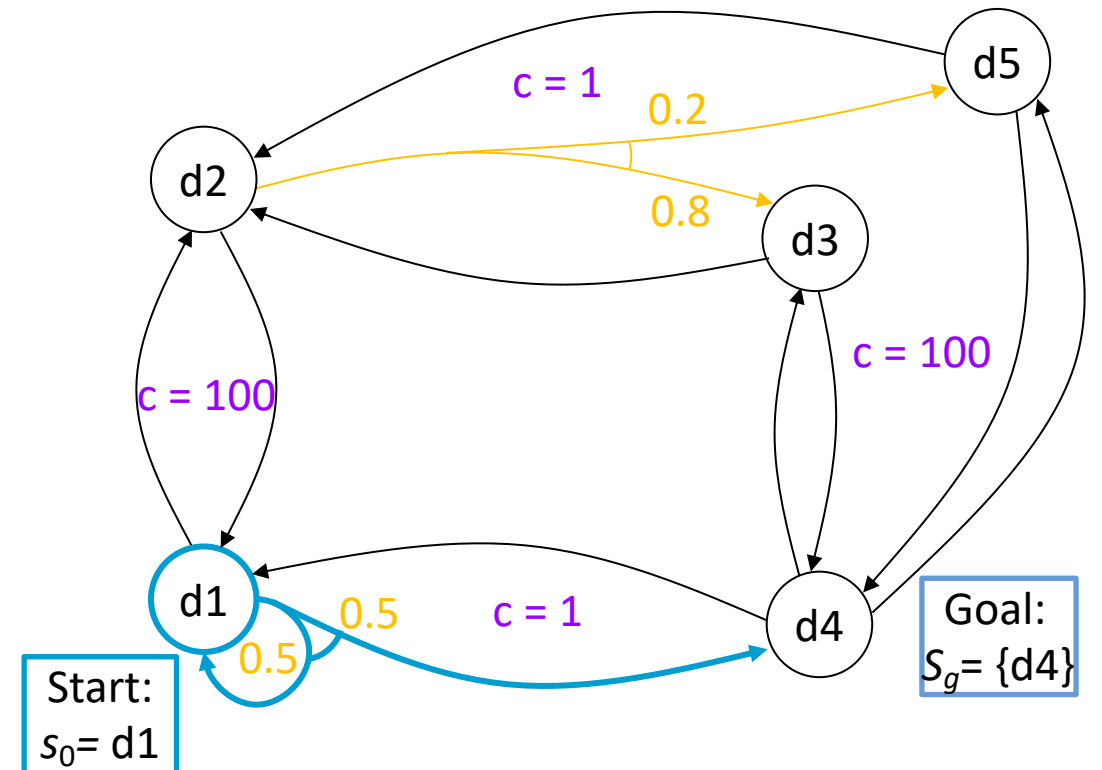 d5
c = 1
0.2
d2
0.8
d3
c = 100
c = 100
d1
0.5
0.5
c = 1
d4
Goal:
S_g= {d4}
Start:
s₀= d1